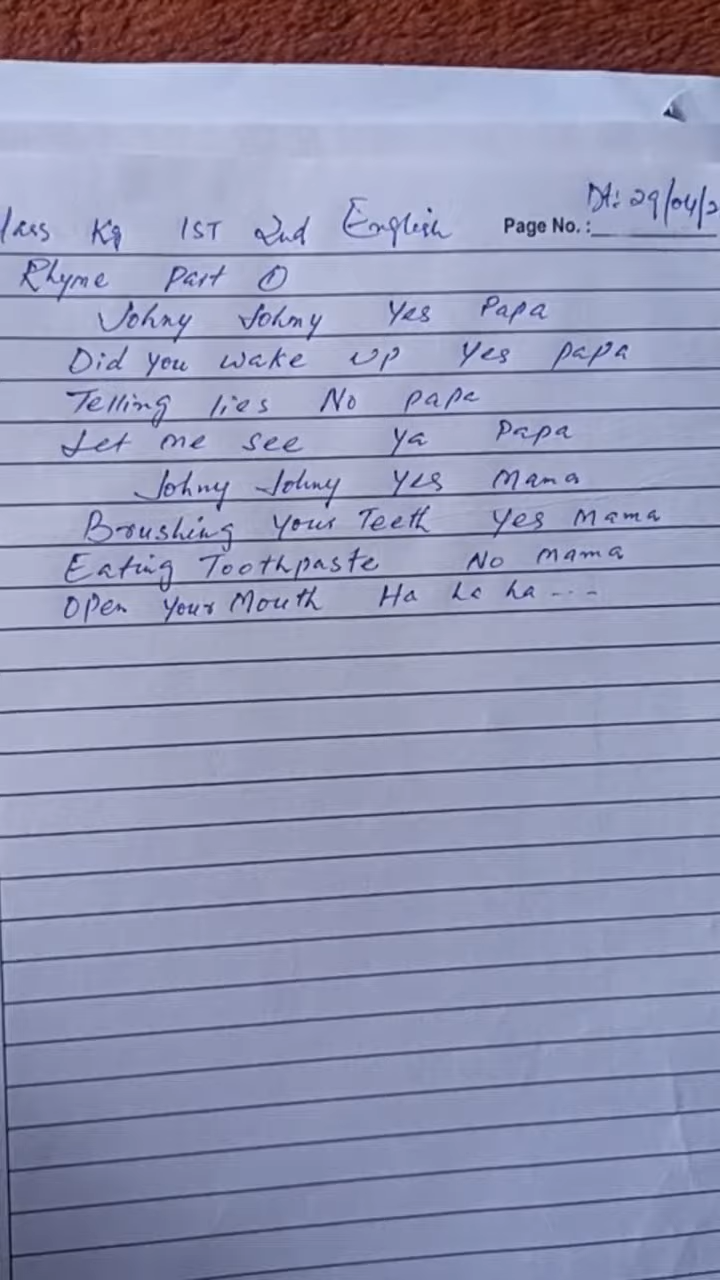 Dt: 29/04/2
lass Kg 1ST 2nd English Page No. :
Rhyme Part ①
Johny Johny Yes Papa
Did you wake up Yes papa
Telling lies No papa
Let me see ya Papa
Johny Johny Yes Mama
Brushing your Teeth Yes Mama
Eating Toothpaste No Mama
Open your Mouth Ha ha ha ...